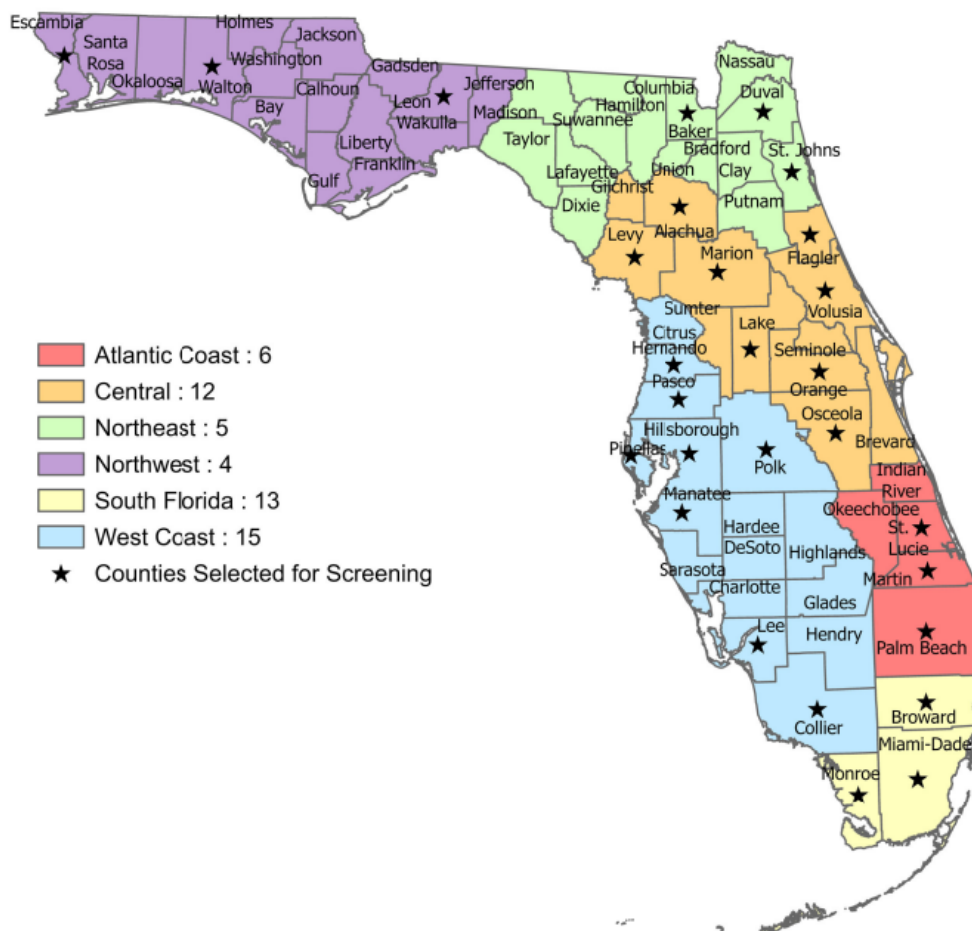 Escambia
Santa
Rosa
Okaloosa
Walton
Holmes
Washington
Bay
Jackson
Calhoun
Gulf
Liberty
Franklin
Gadsden
Leon
Wakulla
Jefferson
Madison
Taylor
Hamilton
Suwannee
Lafayette
Dixie
Columbia
Baker
Union
Bradford
Nassau
Duval
Clay
St. Johns
Putnam
Gilchrist
Alachua
Levy
Marion
Flagler
Volusia
Sumter
Lake
Seminole
Orange
Osceola
Brevard
Citrus
Hernando
Pasco
Pinellas
Hillsborough
Polk
Manatee
Hardee
DeSoto
Highlands
Sarasota
Charlotte
Glades
Lee
Hendry
Collier
Indian
River
Okeechobee
St.
Lucie
Martin
Palm Beach
Broward
Miami-Dade
Monroe
Atlantic Coast : 6
Central : 12
Northeast : 5
Northwest : 4
South Florida : 13
West Coast : 15
Counties Selected for Screening